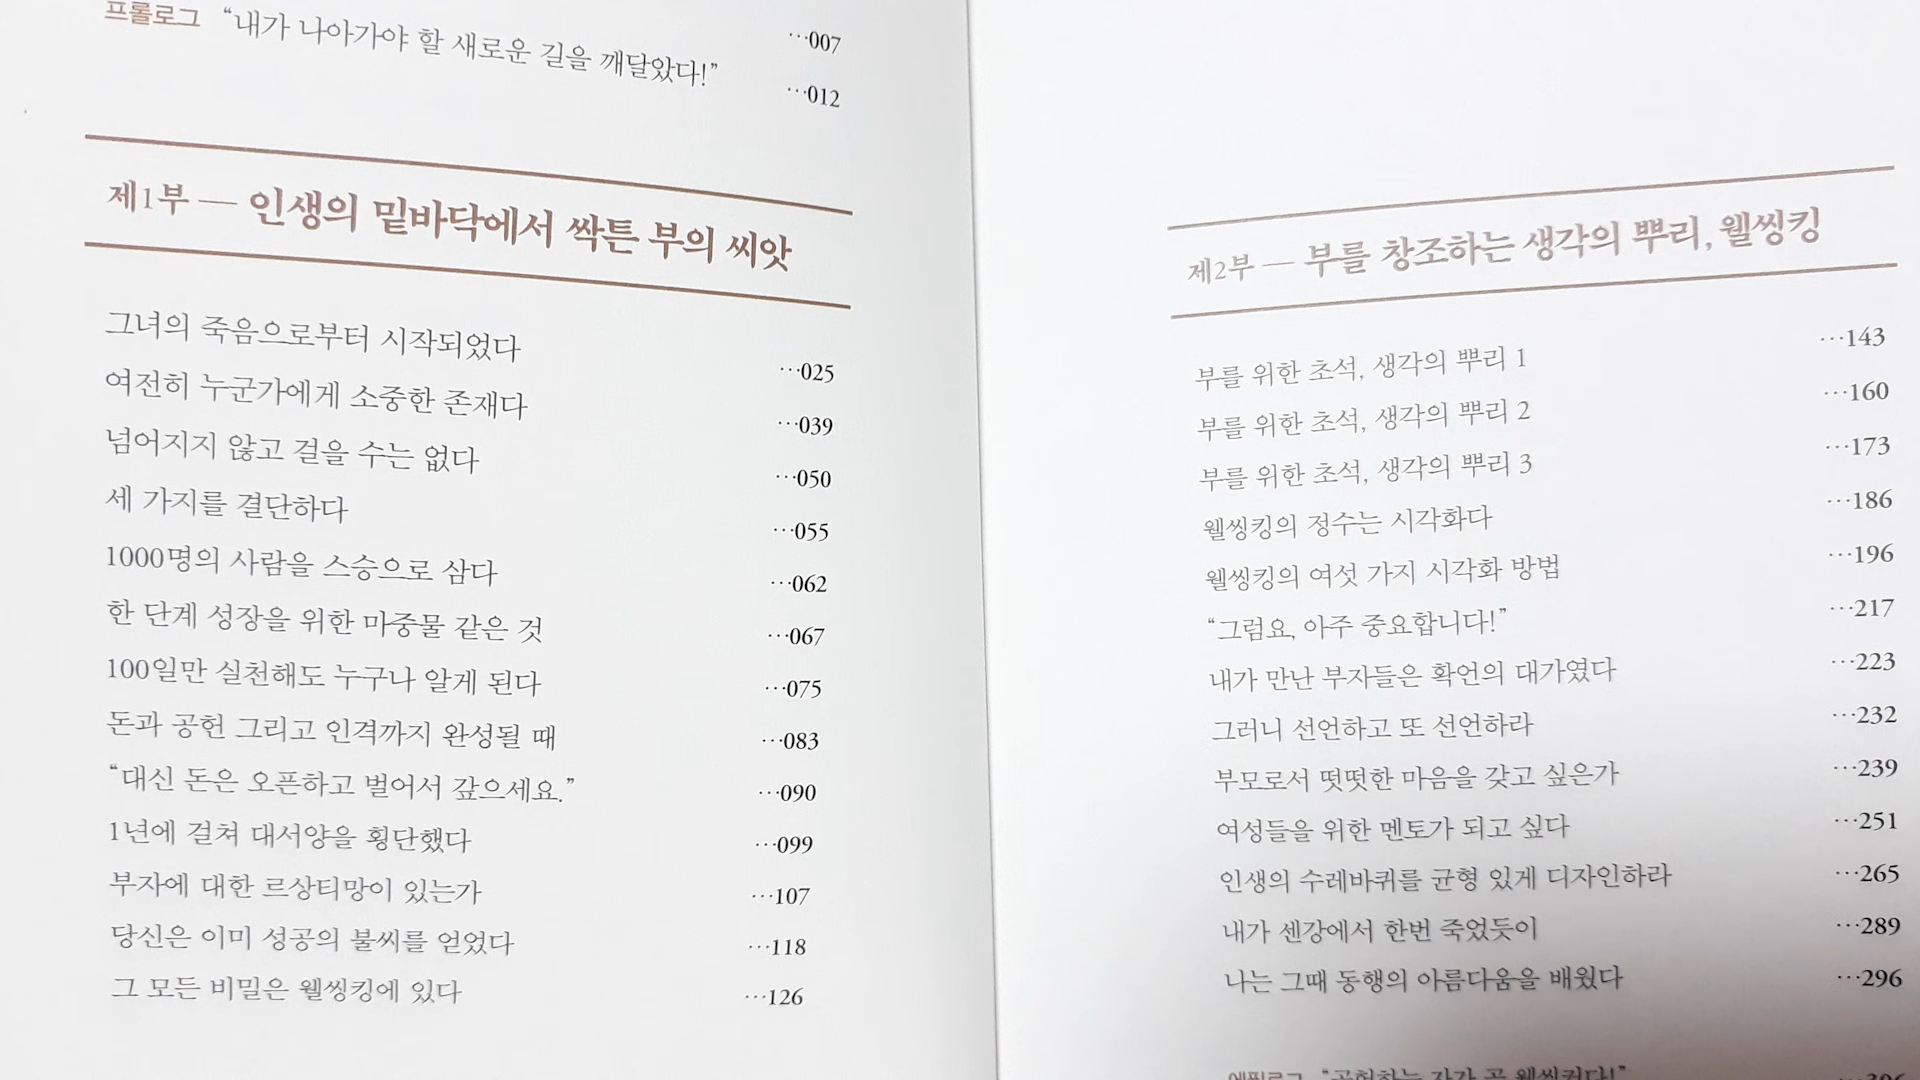 …007
프롤로그 “내가 나아가야 할 새로운 길을 깨달았다!” …012
제1부 — 인생의 밑바닥에서 싹튼 부의 씨앗
그녀의 죽음으로부터 시작되었다 …025
여전히 누군가에게 소중한 존재다 …039
넘어지지 않고 걸을 수는 없다 …050
세 가지를 결단하다 …055
1000명의 사람을 스승으로 삼다 …062
한 단계 성장을 위한 마중물 같은 것 …067
100일만 실천해도 누구나 알게 된다 …075
돈과 공헌 그리고 인격까지 완성될 때 …083
“대신 돈은 오픈하고 벌어서 갚으세요.” …090
1년에 걸쳐 대서양을 횡단했다 …099
부자에 대한 르상티망이 있는가 …107
당신은 이미 성공의 불씨를 얻었다 …118
그 모든 비밀은 웰씽킹에 있다 …126
제2부 — 부를 창조하는 생각의 뿌리, 웰씽킹
부를 위한 초석, 생각의 뿌리 1 …143
부를 위한 초석, 생각의 뿌리 2 …160
부를 위한 초석, 생각의 뿌리 3 …173
웰씽킹의 정수는 시각화다 …186
웰씽킹의 여섯 가지 시각화 방법 …196
“그럼요, 아주 중요합니다!” …217
내가 만난 부자들은 확언의 대가였다 …223
그러니 선언하고 또 선언하라 …232
부모로서 떳떳한 마음을 갖고 싶은가 …239
여성들을 위한 멘토가 되고 싶다 …251
인생의 수레바퀴를 균형 있게 디자인하라 …265
내가 센강에서 한번 죽었듯이 …289
나는 그때 동행의 아름다움을 배웠다 …296
에필로그 “공헌하는 자가 곧 웰씽커다!”